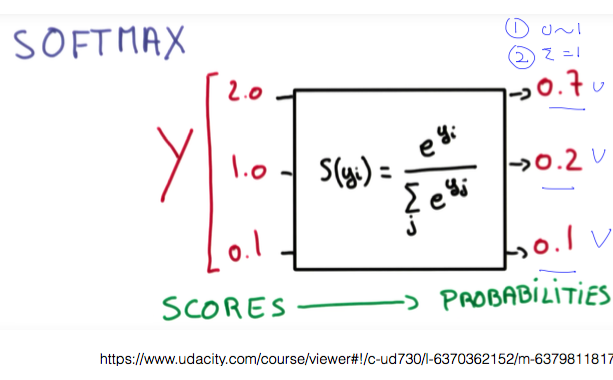 SOFTMAX
① 0~1
② Σ=1
Y
2.0
1.0
0.1
S(yi) = e^yi / Σj e^yj
→0.7 v
→0.2 v
→0.1 v
SCORES → PROBABILITIES
https://www.udacity.com/course/viewer#!/c-ud730/l-6370362152/m-6379811817